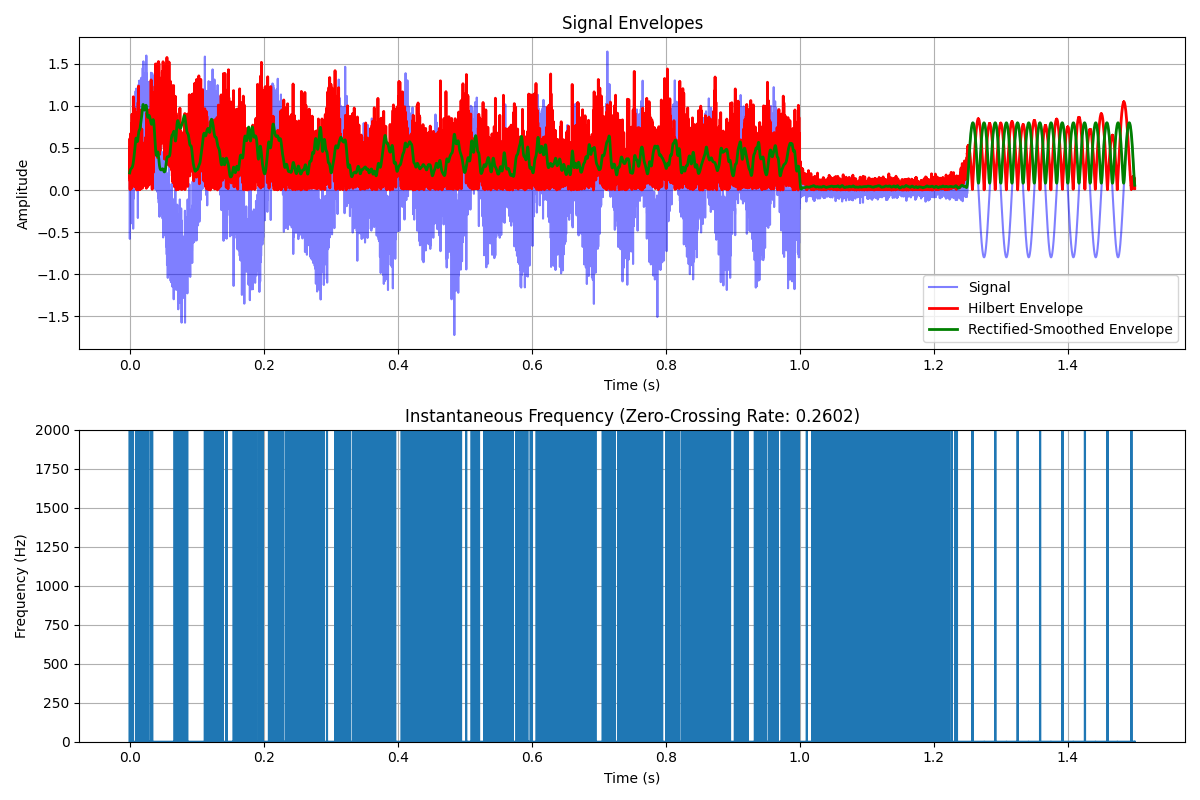 Signal Envelopes
1.5
1.0
0.5
0.0
−0.5
−1.0
−1.5
Amplitude
Signal
Hilbert Envelope
Rectified-Smoothed Envelope
0.0 0.2 0.4 0.6 0.8 1.0 1.2 1.4
Time (s)
Instantaneous Frequency (Zero-Crossing Rate: 0.2602)
2000
1750
1500
1250
1000
750
500
250
0
Frequency (Hz)
0.0 0.2 0.4 0.6 0.8 1.0 1.2 1.4
Time (s)